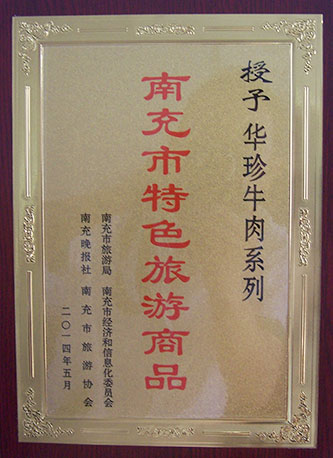 授予 华珍牛肉系列
南充市特色旅游商品
南充市旅游局 南充市经济和信息化委员会
南充晚报社 南充市旅游协会
二〇一四年五月